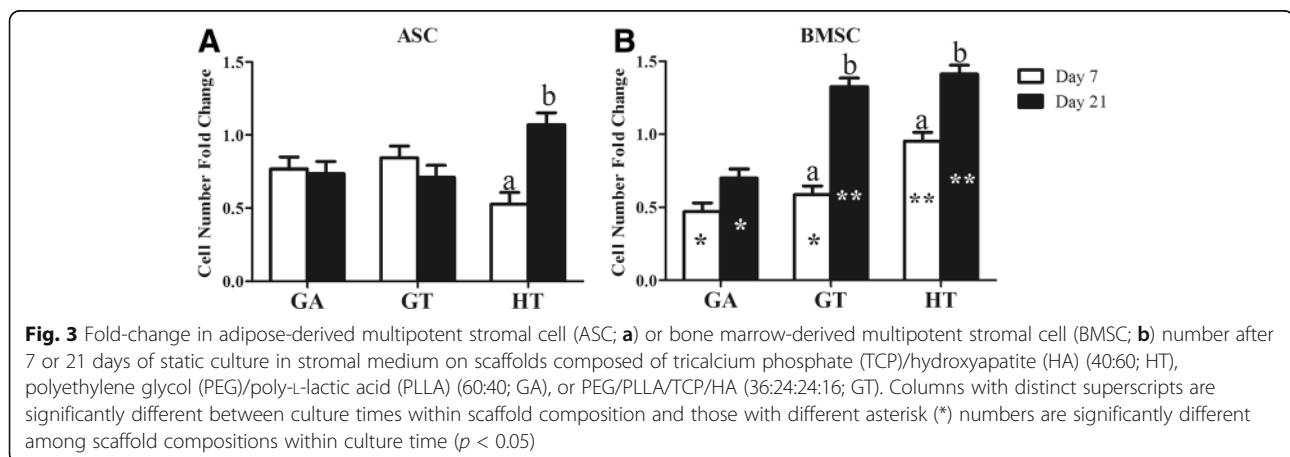 A
ASC
B
BMSC
Cell Number Fold Change
1.5
1.0
0.5
0.0
a
b
GA
GT
HT
Cell Number Fold Change
1.5
1.0
0.5
0.0
*
*
a
*
b
**
a
**
b
**
GA
GT
HT
Day 7
Day 21
Fig. 3 Fold-change in adipose-derived multipotent stromal cell (ASC; a) or bone marrow-derived multipotent stromal cell (BMSC; b) number after
7 or 21 days of static culture in stromal medium on scaffolds composed of tricalcium phosphate (TCP)/hydroxyapatite (HA) (40:60; HT),
polyethylene glycol (PEG)/poly-L-lactic acid (PLLA) (60:40; GA), or PEG/PLLA/TCP/HA (36:24:24:16; GT). Columns with distinct superscripts are
significantly different between culture times within scaffold composition and those with different asterisk (*) numbers are significantly different
among scaffold compositions within culture time (p < 0.05)